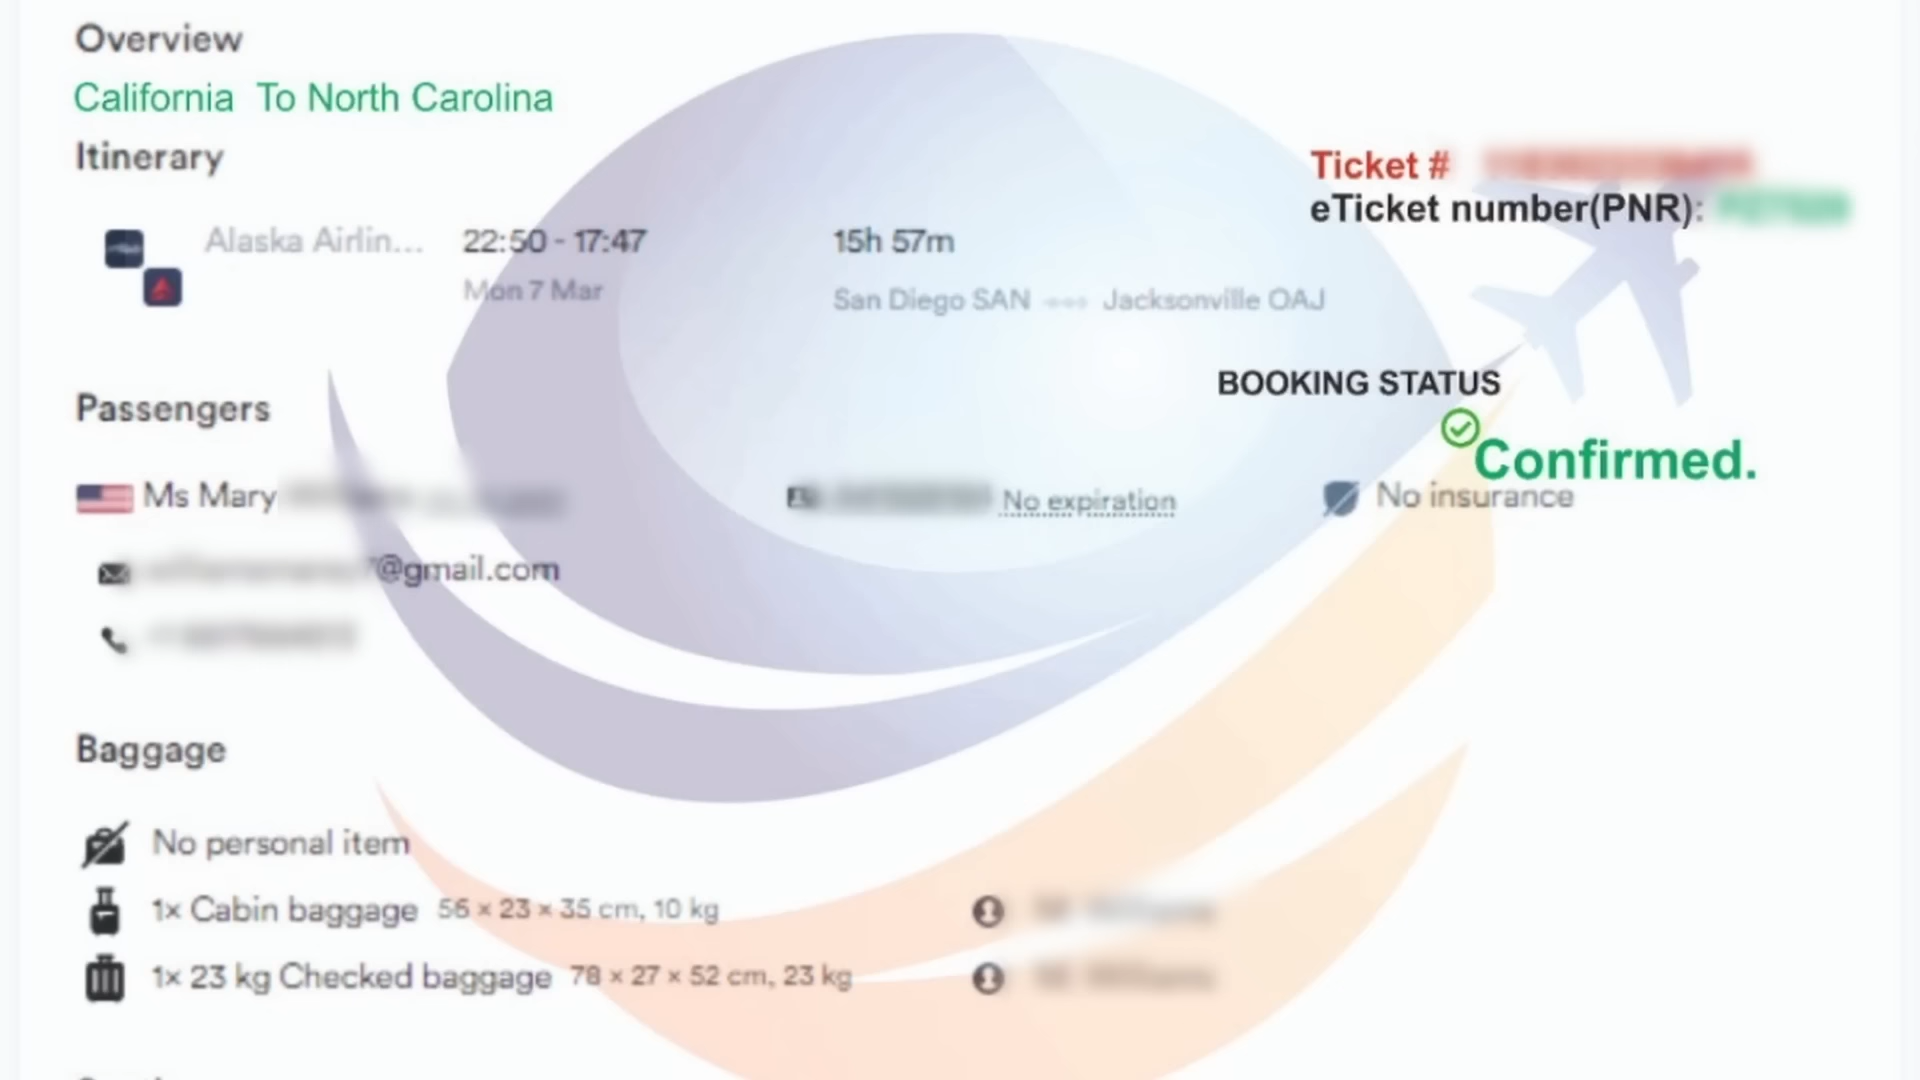 Overview
California To North Carolina
Itinerary
Ticket #
eTicket number(PNR):
Alaska Airlin... 22:50 - 17:47 15h 57m
Mon 7 Mar San Diego SAN Jacksonville OAJ
BOOKING STATUS
Confirmed.
Passengers
Ms Mary No expiration No insurance
@gmail.com
Baggage
No personal item
1x Cabin baggage 56 x 23 x 35 cm, 10 kg
1x 23 kg Checked baggage 78 x 27 x 52 cm, 23 kg